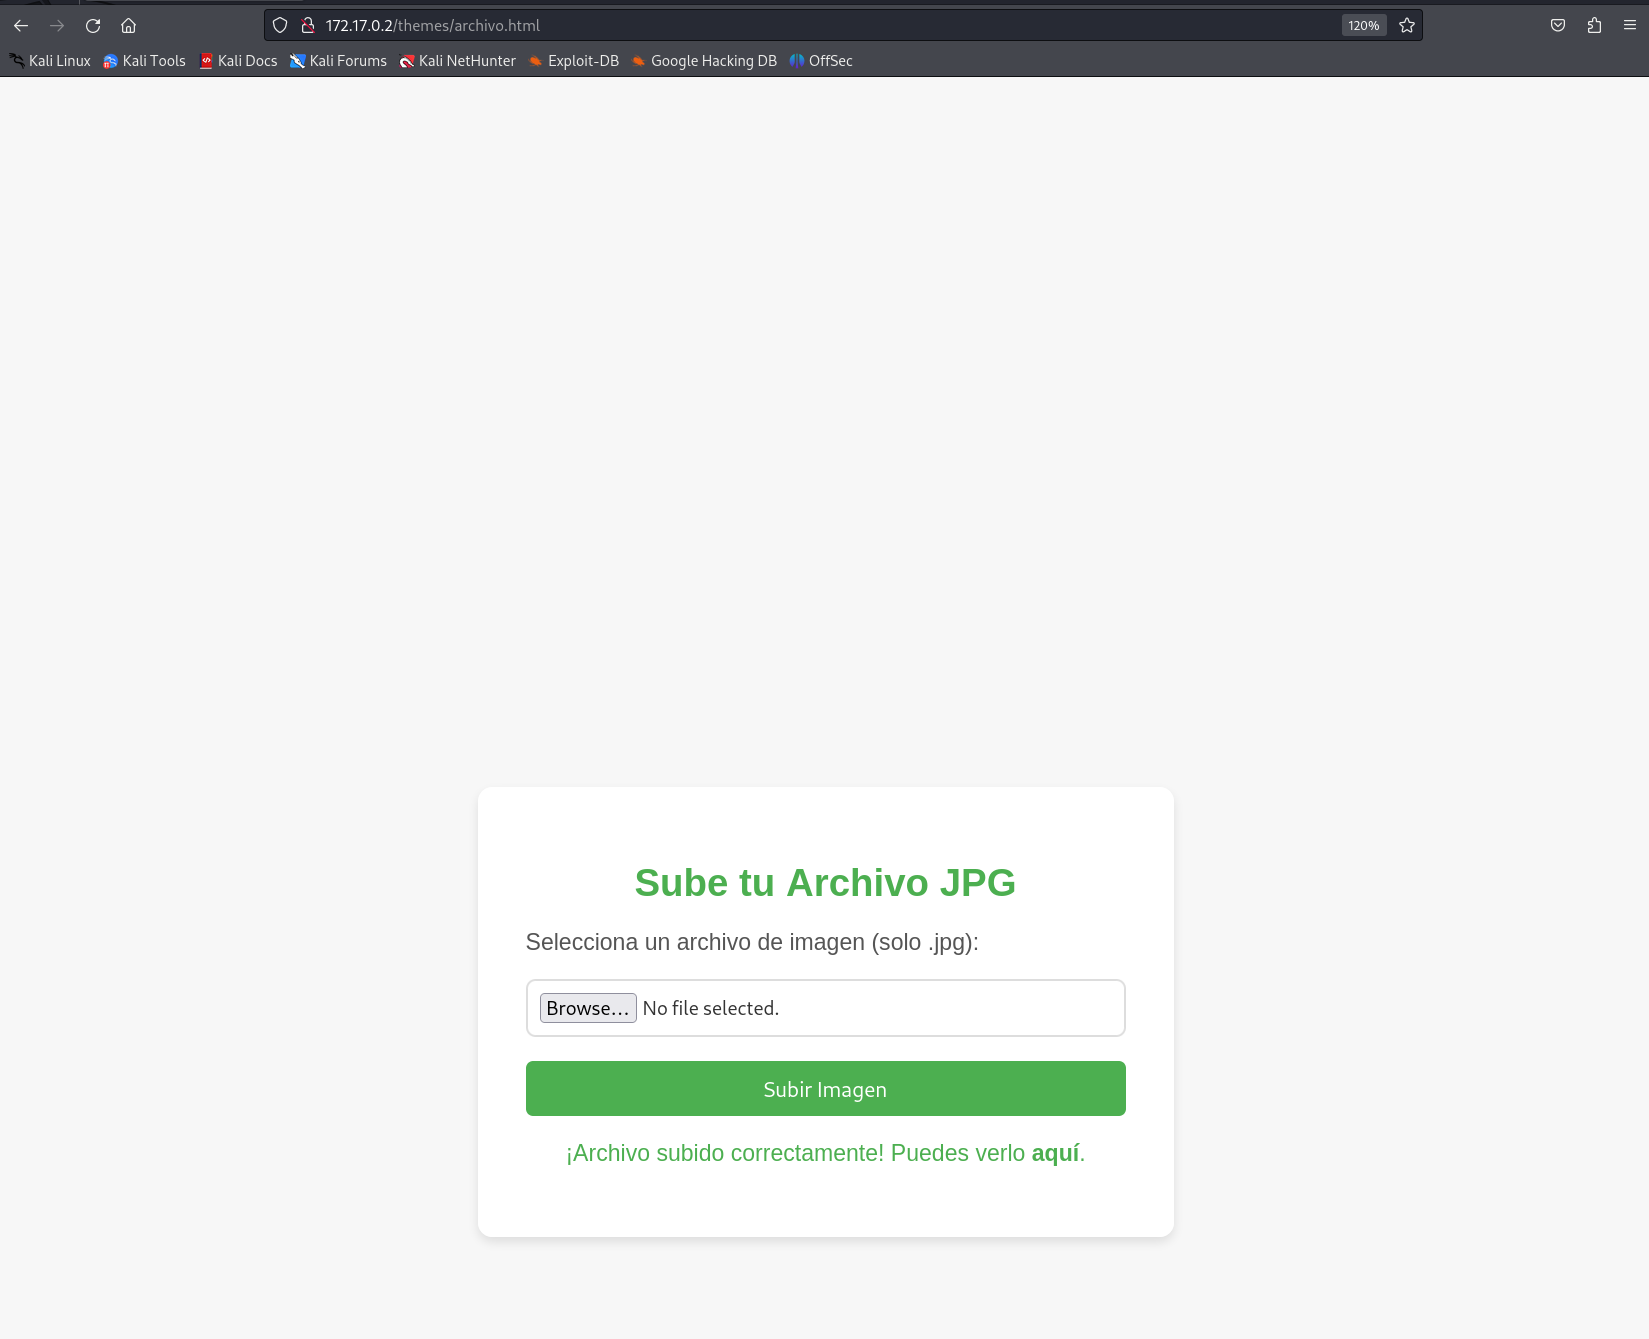 172.17.0.2/themes/archivo.html
120%
Kali Linux Kali Tools Kali Docs Kali Forums Kali NetHunter Exploit-DB Google Hacking DB OffSec
Sube tu Archivo JPG
Selecciona un archivo de imagen (solo .jpg):
Browse... No file selected.
Subir Imagen
¡Archivo subido correctamente! Puedes verlo aquí.